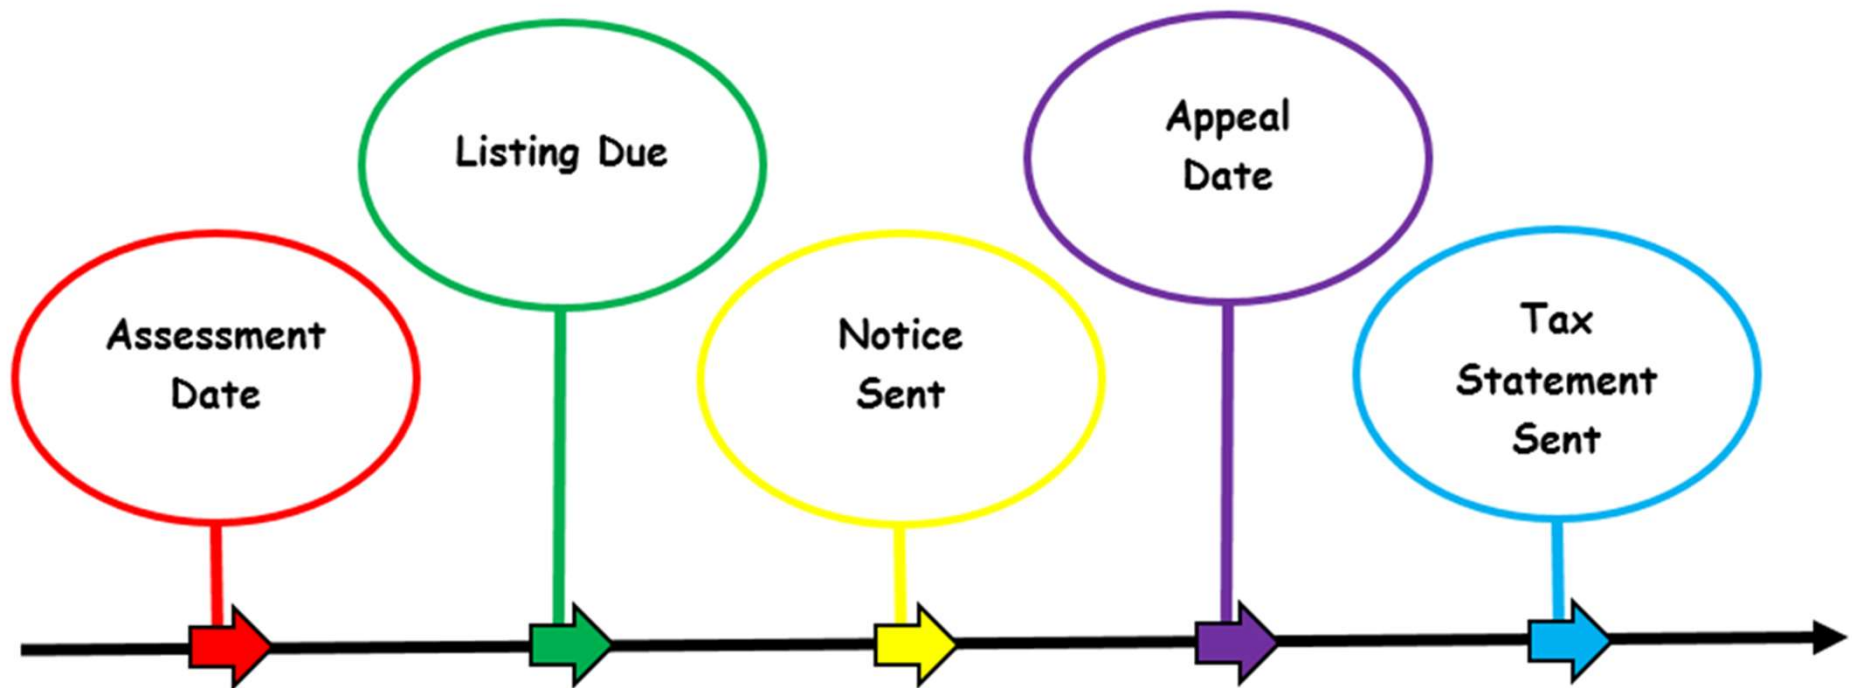 Assessment
Date
Listing Due
Notice
Sent
Appeal
Date
Tax
Statement
Sent